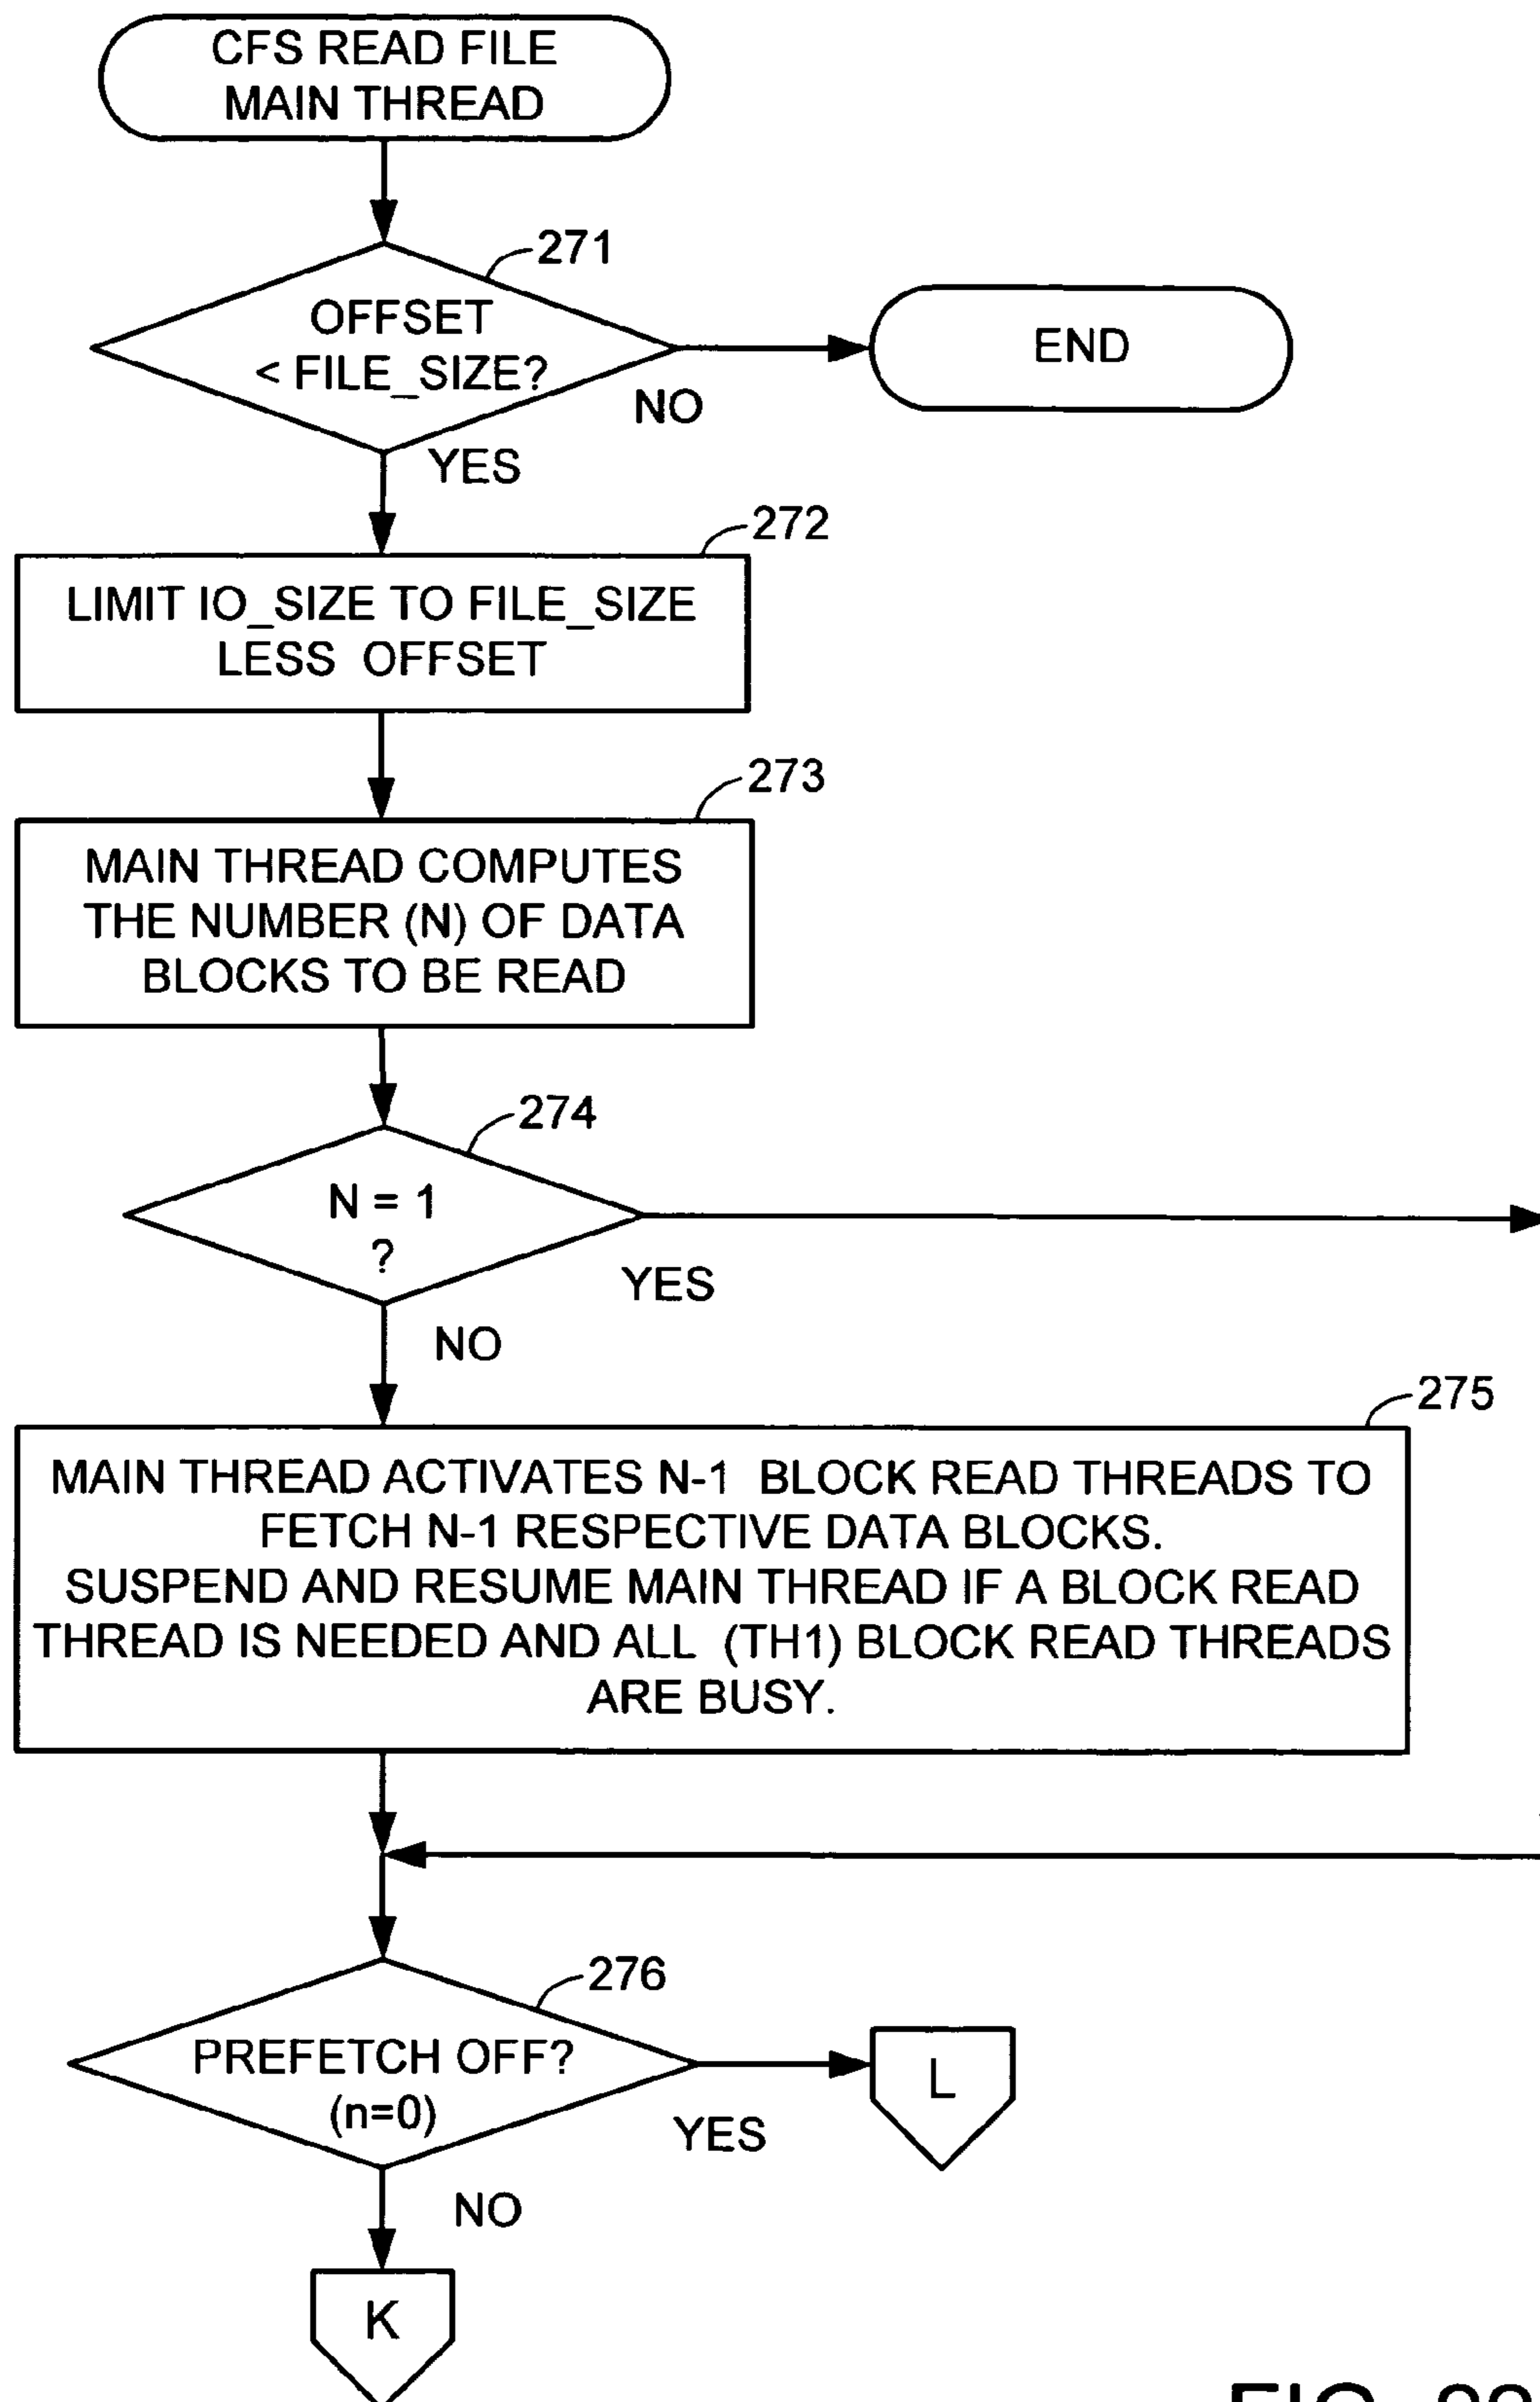 CFS READ FILE
MAIN THREAD
271
OFFSET
< FILE_SIZE?
END
NO
YES
272
LIMIT IO_SIZE TO FILE_SIZE
LESS OFFSET
273
MAIN THREAD COMPUTES
THE NUMBER (N) OF DATA
BLOCKS TO BE READ
274
N = 1
?
YES
NO
275
MAIN THREAD ACTIVATES N-1 BLOCK READ THREADS TO
FETCH N-1 RESPECTIVE DATA BLOCKS.
SUSPEND AND RESUME MAIN THREAD IF A BLOCK READ
THREAD IS NEEDED AND ALL (TH1) BLOCK READ THREADS
ARE BUSY.
276
PREFETCH OFF?
(n=0)
L
YES
NO
K